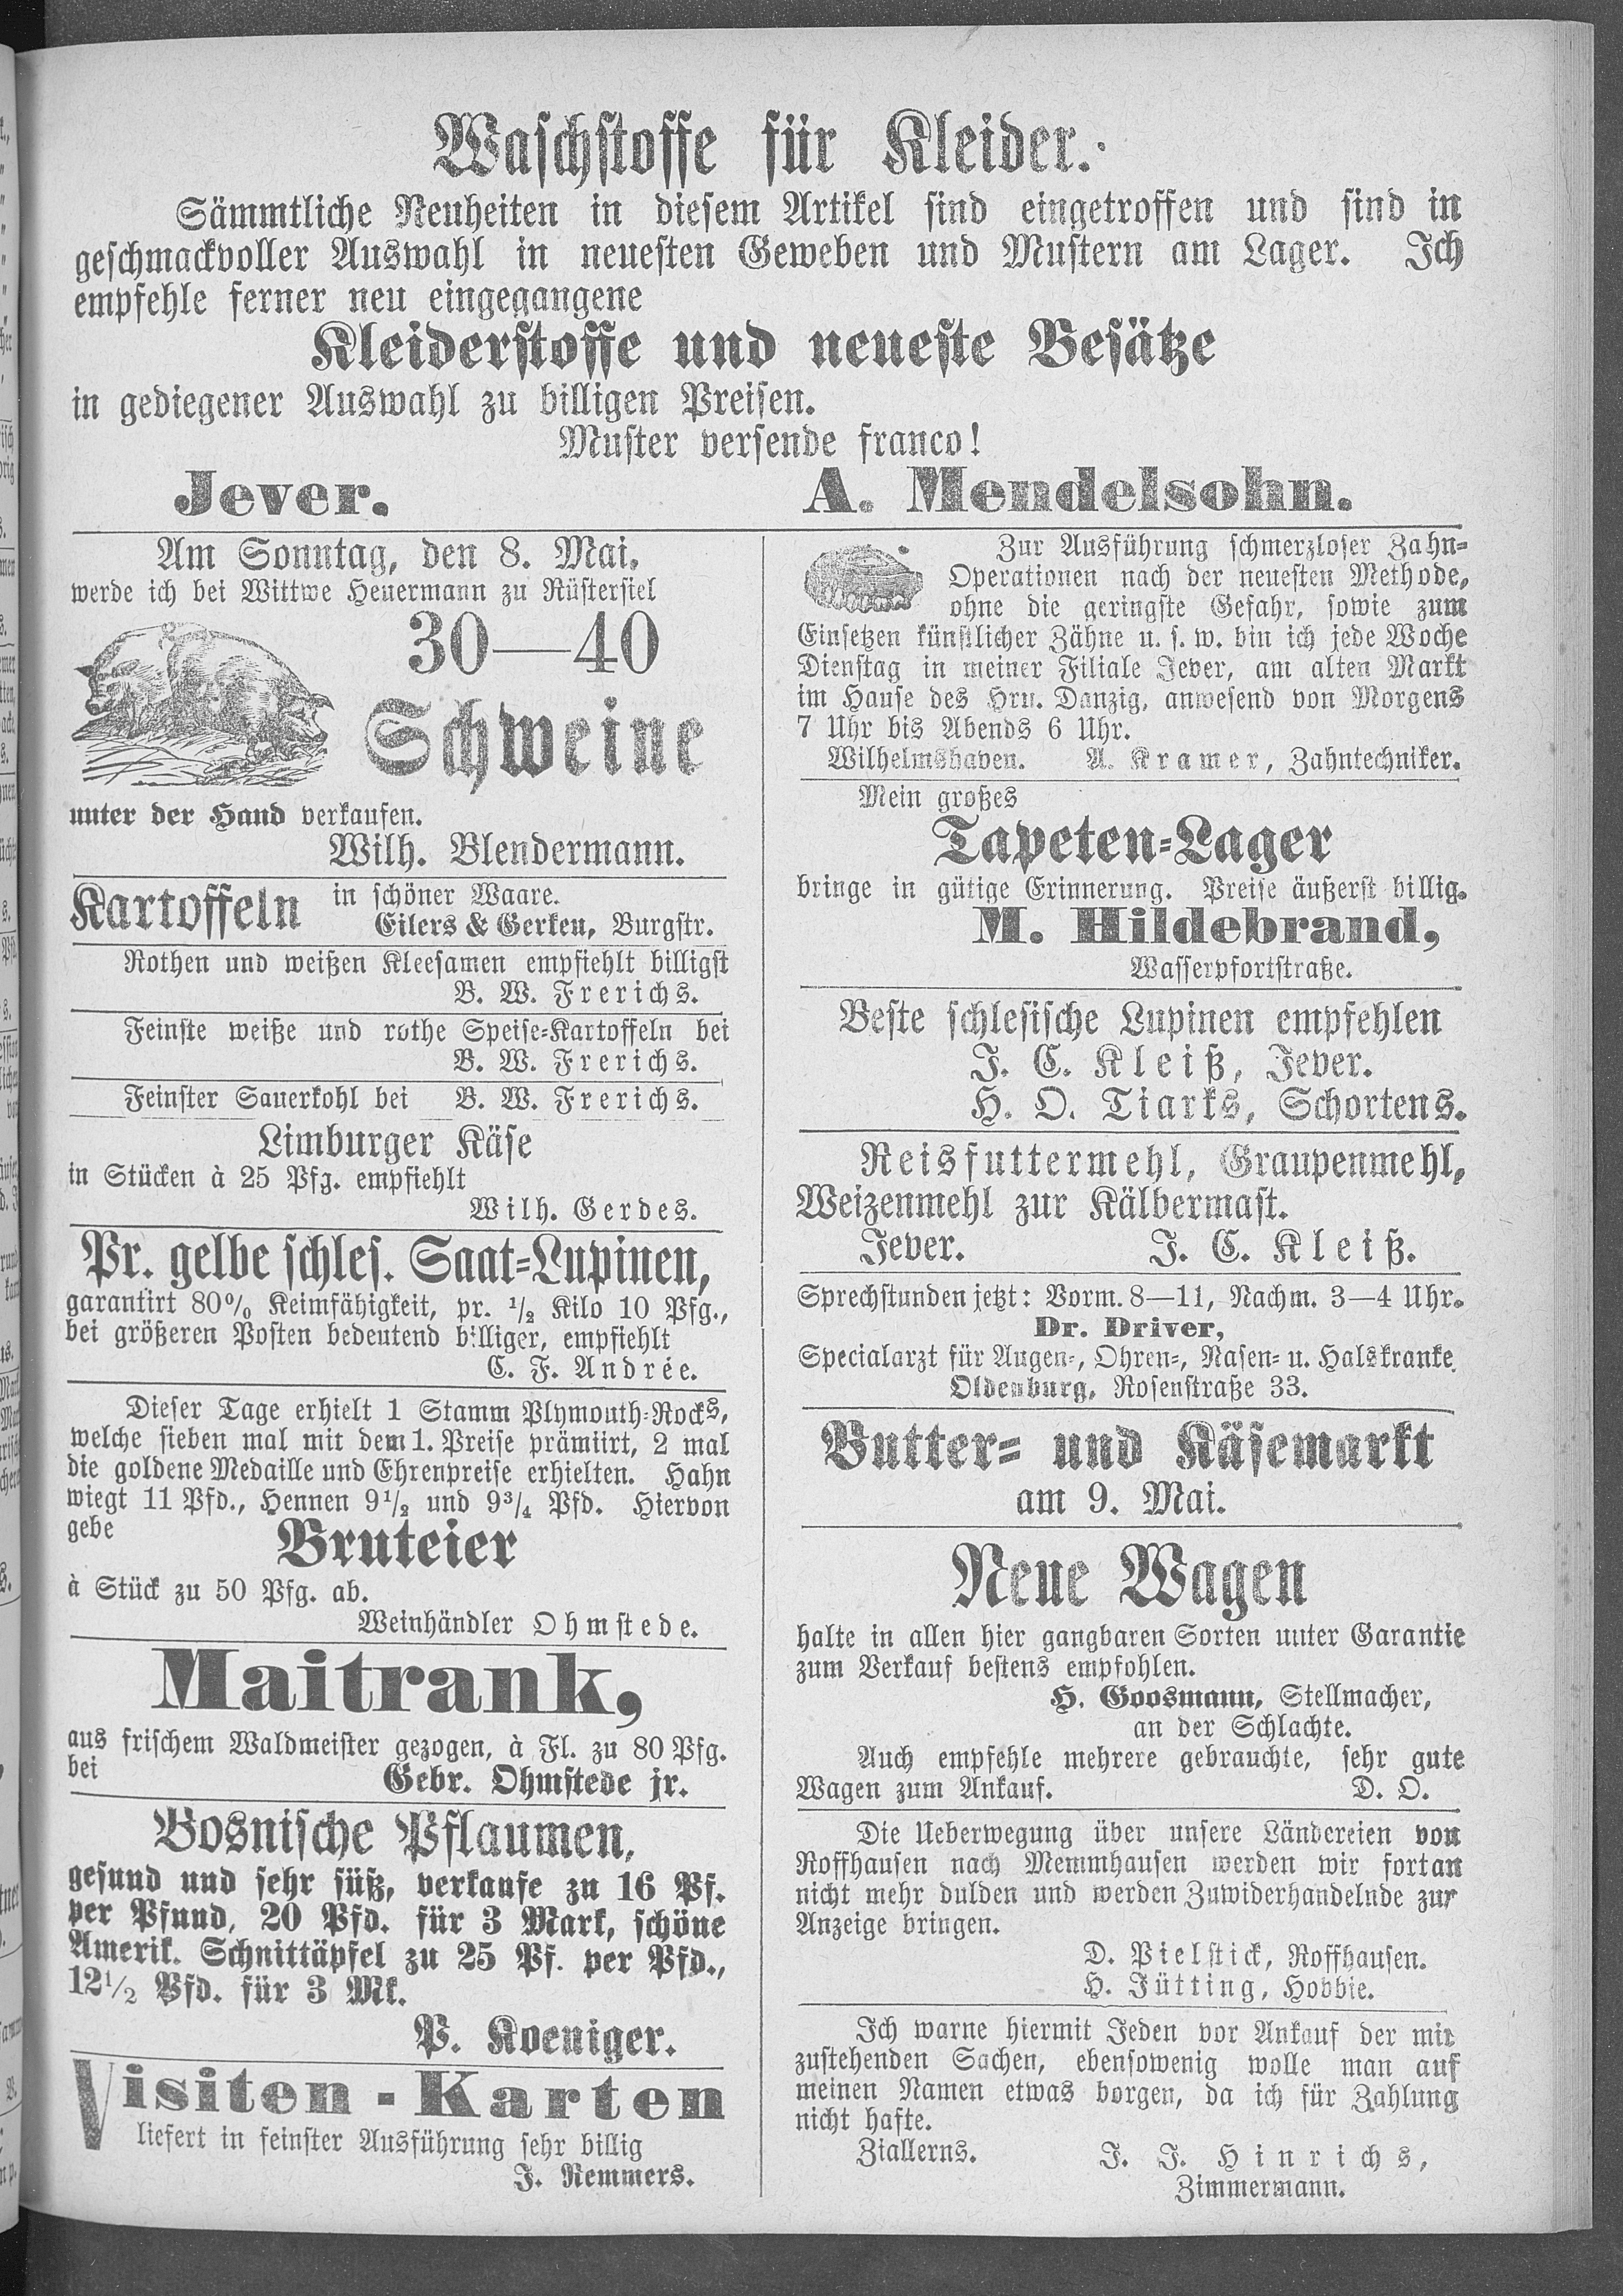 Waschstoffe für Kleider.
Sämmtliche Neuheiten in diesem Artikel sind eingetroffen und sind in
geschmackvoller Auswahl in neuesten Geweben und Mustern am Lager. Ich
empfehle ferner neu eingegangene
Kleiderstoffe und neueste Besätze
in gediegener Auswahl zu billigen Preisen.
Muster versende franco!
Jever. A. Mendelsohn.
Am Sonntag, den 8. Mai.
werde ich bei Wittwe Heuermann zu Rüstersiel
30—40
Schweine
unter der Hand verkaufen.
Wilh. Blendermann.
Kartoffeln in schöner Waare.
Eilers & Gerken, Burgstr.
Rothen und weißen Kleesamen empfiehlt billigst
B. W. Frerichs.
Feinste weiße und rothe Speise-Kartoffeln bei
B. W. Frerichs.
Feinster Sauerkohl bei B. W. Frerichs.
Limburger Käse
in Stücken à 25 Pfg. empfiehlt
Wilh. Gerdes.
Pr. gelbe schles. Saat-Lupinen,
garantirt 80% Keimfähigkeit, pr. 1/2 Kilo 10 Pfg.,
bei größeren Posten bedeutend billiger, empfiehlt
C. F. Andrée.
Dieser Tage erhielt 1 Stamm Plymouth-Rocks,
welche sieben mal mit dem 1. Preise prämiirt, 2 mal
die goldene Medaille und Ehrenpreise erhielten. Hahn
wiegt 11 Pfd., Hennen 9 1/2 und 9 3/4 Pfd. Hiervon
gebe
Bruteier
à Stück zu 50 Pfg. ab.
Weinhändler Ohmstede.
Maitrank,
aus frischem Waldmeister gezogen, à Fl. zu 80 Pfg.
bei Gebr. Ohmstede jr.
Bosnische Pflaumen,
gesund und sehr süß, verkaufe zu 16 Pf.
per Pfund, 20 Pfd. für 3 Mark, schöne
Amerik. Schnittäpfel zu 25 Pf. per Pfd.,
12 1/2 Pfd. für 3 Mk.
P. Koeniger.
Visiten-Karten
liefert in feinster Ausführung sehr billig
J. Remmers.
Zur Ausführung schmerzloser Zahn-
Operationen nach der neuesten Methode,
ohne die geringste Gefahr, sowie zum
Einsetzen künstlicher Zähne u. s. w. bin ich jede Woche
Dienstag in meiner Filiale Jever, am alten Markt
im Hause des Hrn. Danzig, anwesend von Morgens
7 Uhr bis Abends 6 Uhr.
Wilhelmshaven. A. Kramer, Zahntechniker.
Mein großes
Tapeten-Lager
bringe in gütige Erinnerung. Preise äußerst billig.
M. Hildebrand,
Wasserpfortstraße.
Beste schlesische Lupinen empfehlen
J. C. Kleiß, Jever.
H. O. Tiarks, Schortens.
Reisfuttermehl, Graupenmehl,
Weizenmehl zur Kälbermast.
Jever. J. C. Kleiß.
Sprechstunden jetzt: Vorm. 8—11, Nachm. 3—4 Uhr.
Dr. Driver,
Specialarzt für Augen-, Ohren-, Nasen- u. Halskranke
Oldenburg, Rosenstraße 33.
Butter- und Käsemarkt
am 9. Mai.
Neue Wagen
halte in allen hier gangbaren Sorten unter Garantie
zum Verkauf bestens empfohlen.
H. Goosmann, Stellmacher,
an der Schlachte.
Auch empfehle mehrere gebrauchte, sehr gute
Wagen zum Ankauf. D. O.
Die Ueberwegung über unsere Ländereien von
Roffhausen nach Memmhausen werden wir fortan
nicht mehr dulden und werden Zuwiderhandelnde zur
Anzeige bringen.
D. Pielstick, Roffhausen.
H. Jütting, Hobbie.
Ich warne hiermit Jeden vor Ankauf der mir
zustehenden Sachen, ebensowenig wolle man auf
meinen Namen etwas borgen, da ich für Zahlung
nicht hafte.
Ziallerns. J. J. Hinrichs,
Zimmermann.